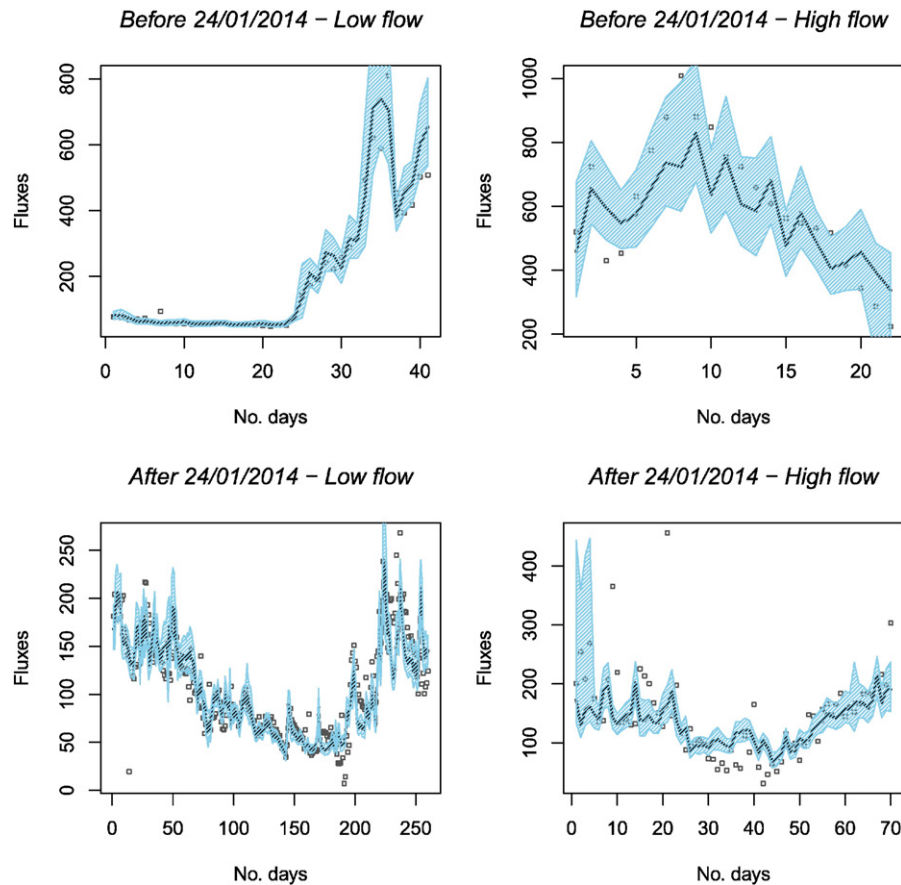 Before 24/01/2014 − Low flow
Fluxes
800
600
400
200
0 10 20 30 40
No. days
Before 24/01/2014 − High flow
Fluxes
1000
800
600
400
200
5 10 15 20
No. days
After 24/01/2014 − Low flow
Fluxes
250
200
150
100
50
0
0 50 100 150 200 250
No. days
After 24/01/2014 − High flow
Fluxes
400
300
200
100
0 10 20 30 40 50 60 70
No. days